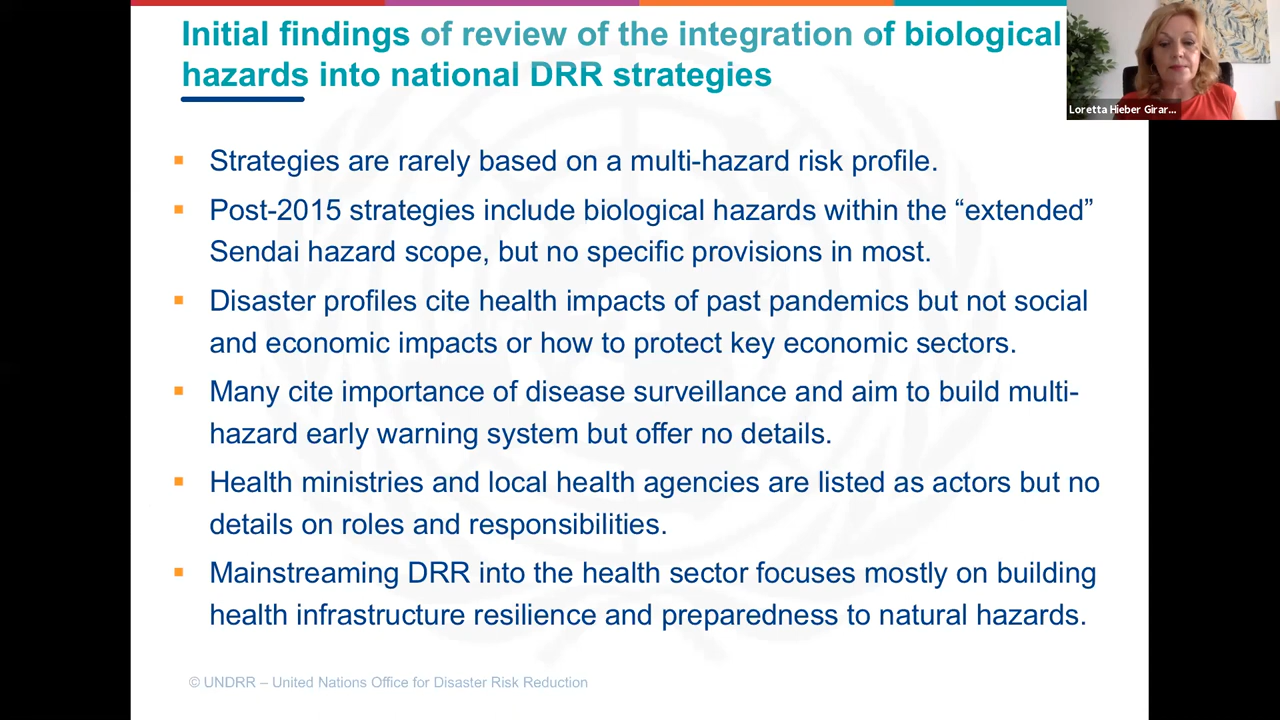 Initial findings of review of the integration of biological
hazards into national DRR strategies
Loretta Hieber Girar...
▪ Strategies are rarely based on a multi-hazard risk profile.
▪ Post-2015 strategies include biological hazards within the “extended”
Sendai hazard scope, but no specific provisions in most.
▪ Disaster profiles cite health impacts of past pandemics but not social
and economic impacts or how to protect key economic sectors.
▪ Many cite importance of disease surveillance and aim to build multi-
hazard early warning system but offer no details.
▪ Health ministries and local health agencies are listed as actors but no
details on roles and responsibilities.
▪ Mainstreaming DRR into the health sector focuses mostly on building
health infrastructure resilience and preparedness to natural hazards.
© UNDRR – United Nations Office for Disaster Risk Reduction